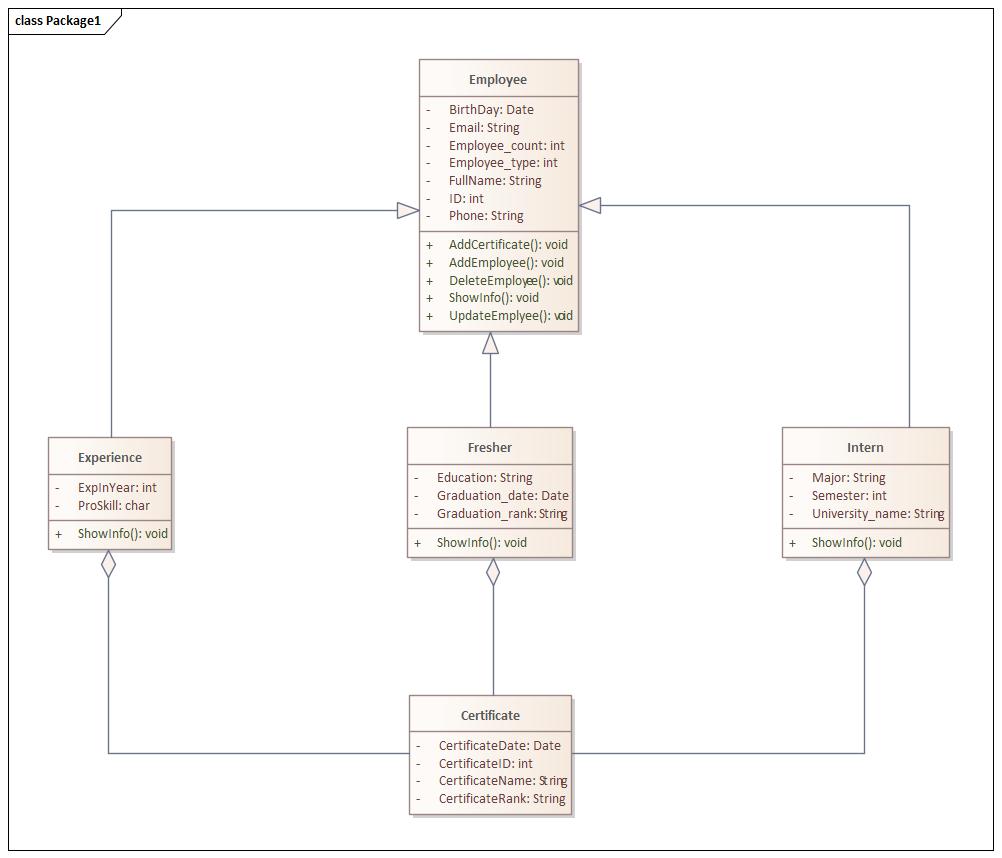 class Package1
Employee
- BirthDay: Date
- Email: String
- Employee_count: int
- Employee_type: int
- FullName: String
- ID: int
- Phone: String
+ AddCertificate(): void
+ AddEmployee(): void
+ DeleteEmployee(): void
+ ShowInfo(): void
+ UpdateEmplyee(): void
Experience
- ExpInYear: int
- ProSkill: char
+ ShowInfo(): void
Fresher
- Education: String
- Graduation_date: Date
- Graduation_rank: String
+ ShowInfo(): void
Intern
- Major: String
- Semester: int
- University_name: String
+ ShowInfo(): void
Certificate
- CertificateDate: Date
- CertificateID: int
- CertificateName: String
- CertificateRank: String